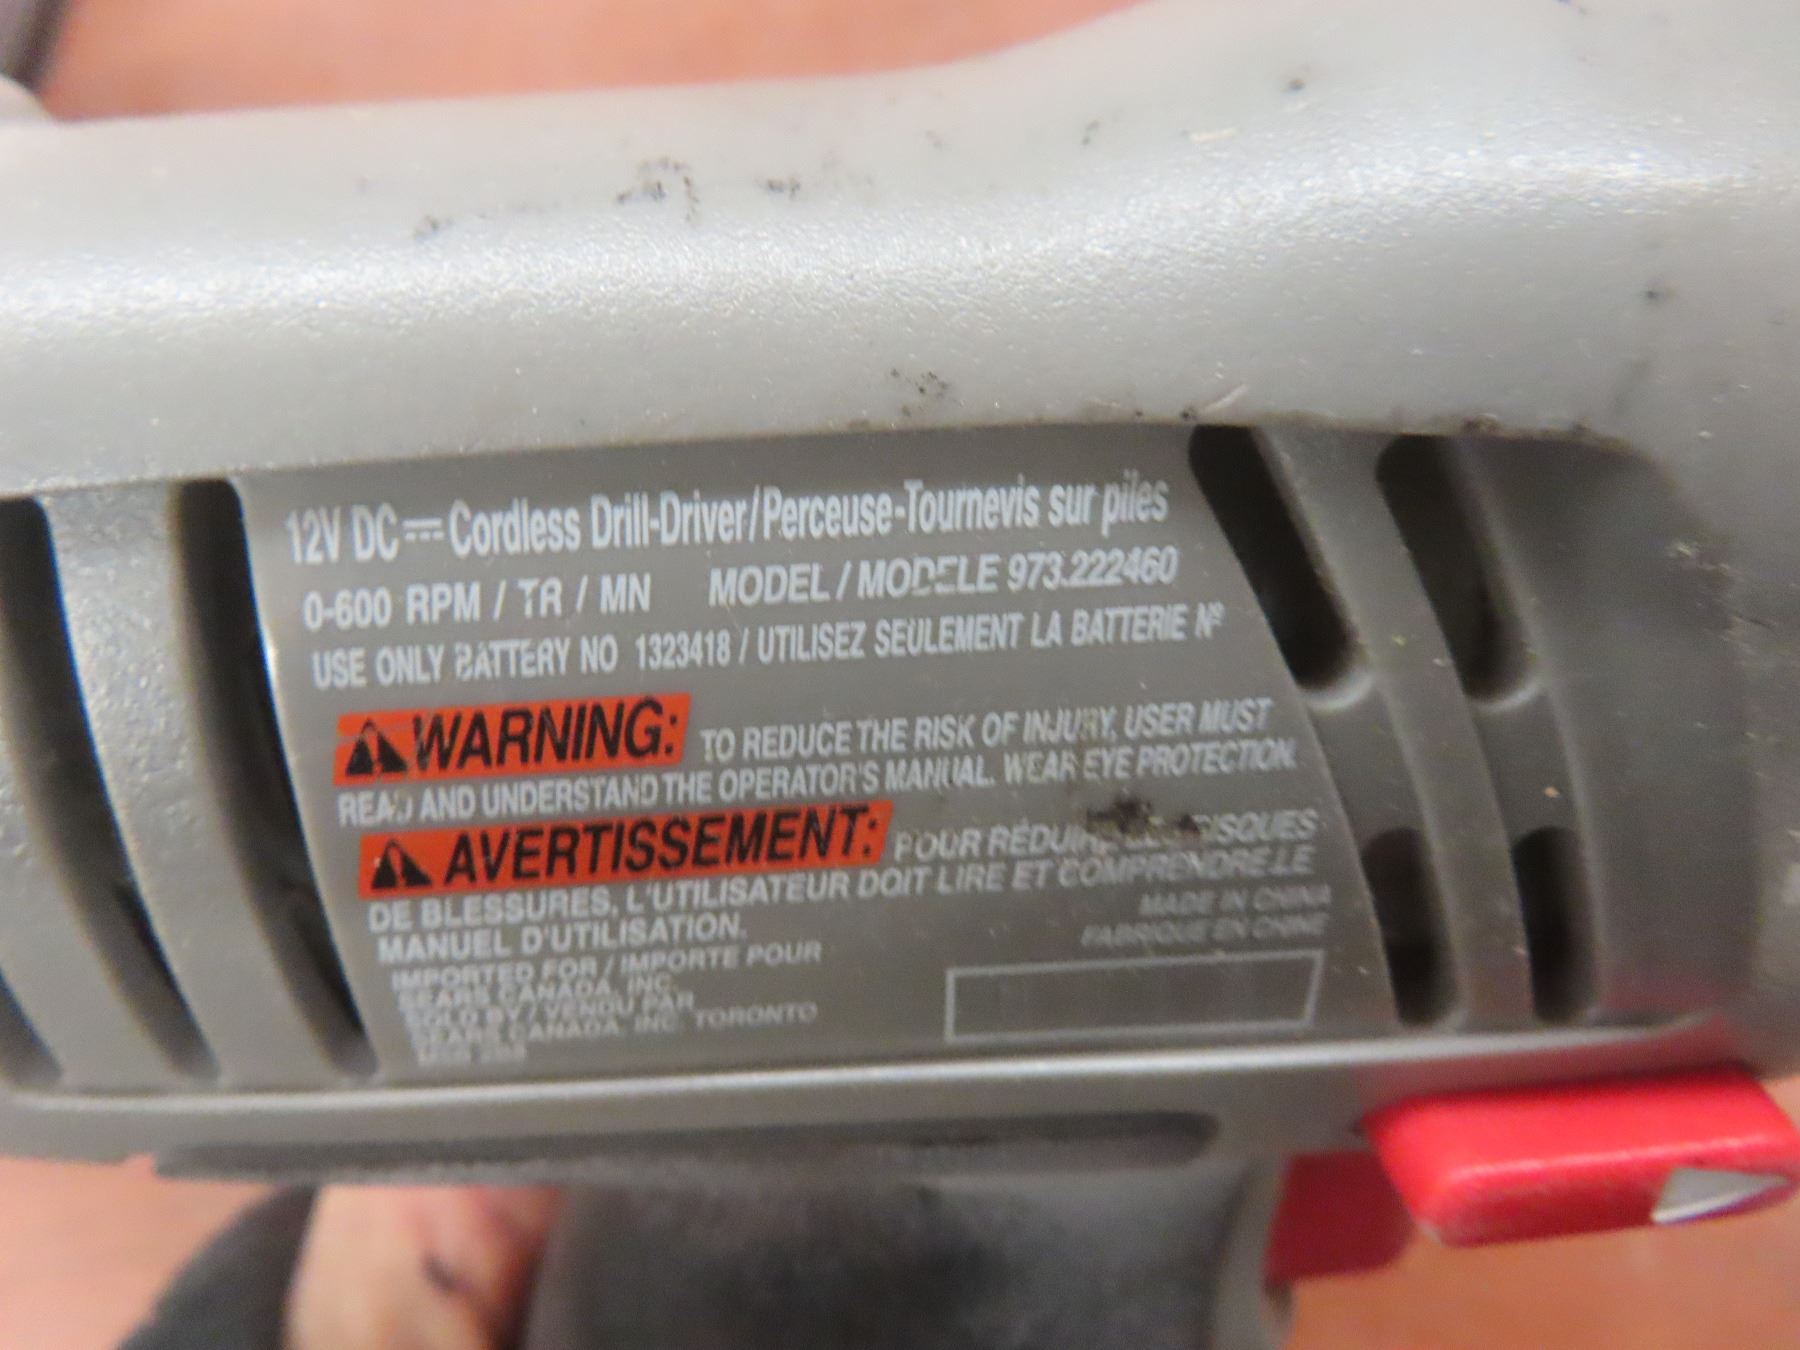 12V DC ⎓ Cordless Drill-Driver/Perceuse-Tournevis sur piles
0-600 RPM / TR / MN MODEL / MODELE 973.222460
USE ONLY BATTERY NO 1323418 / UTILISEZ SEULEMENT LA BATTERIE Nº
WARNING: TO REDUCE THE RISK OF INJURY, USER MUST
READ AND UNDERSTAND THE OPERATOR'S MANUAL. WEAR EYE PROTECTION.
AVERTISSEMENT: POUR RÉDUIRE LES RISQUES
DE BLESSURES, L'UTILISATEUR DOIT LIRE ET COMPRENDRE LE
MANUEL D'UTILISATION.
MADE IN CHINA
FABRIQUE EN CHINE
IMPORTED FOR / IMPORTE POUR
SEARS CANADA, INC.
SOLD BY / VENDU PAR
SEARS CANADA, INC. TORONTO